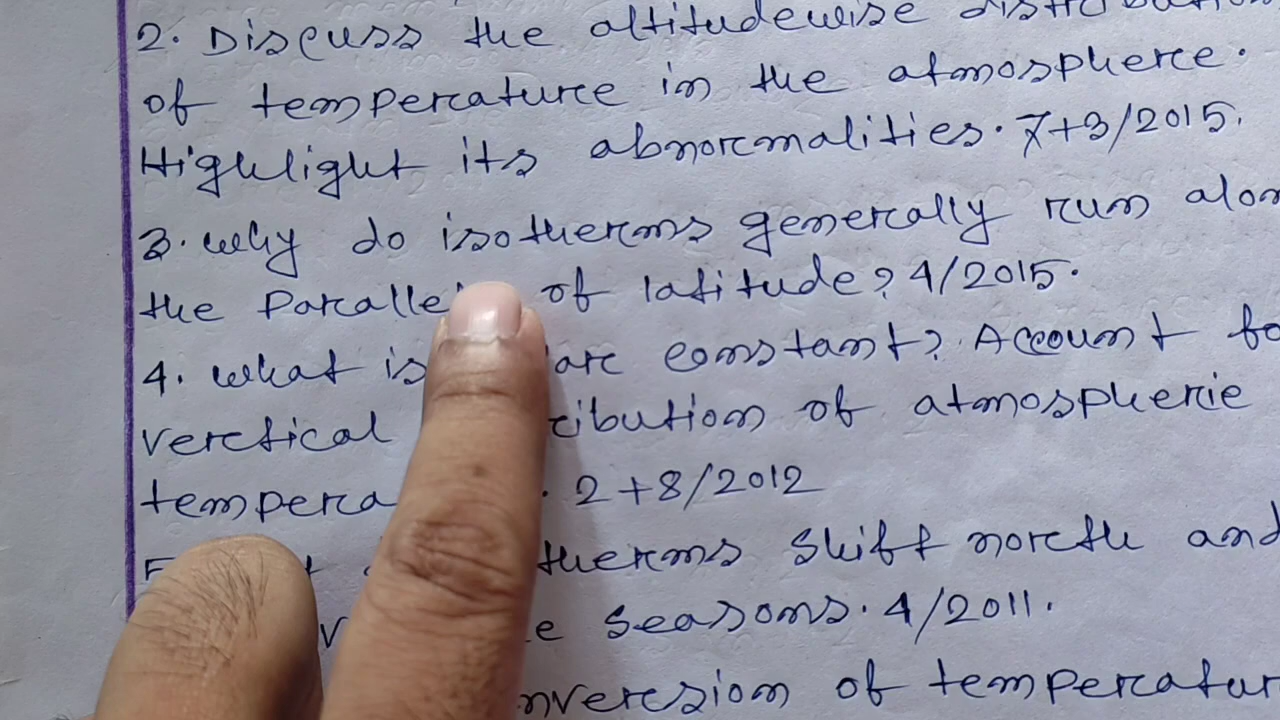 2. Discuss the altitudewise
of temperature in the atmosphere.
Highlight its abnormalities. 7+3/2015.
3. Why do isotherms generally run
the Parallel of latitude? 4/2015.
4. What is constant? Account
vertical of atmospheric
2+8/2012
shift north and
seasons. 4/2011.
of